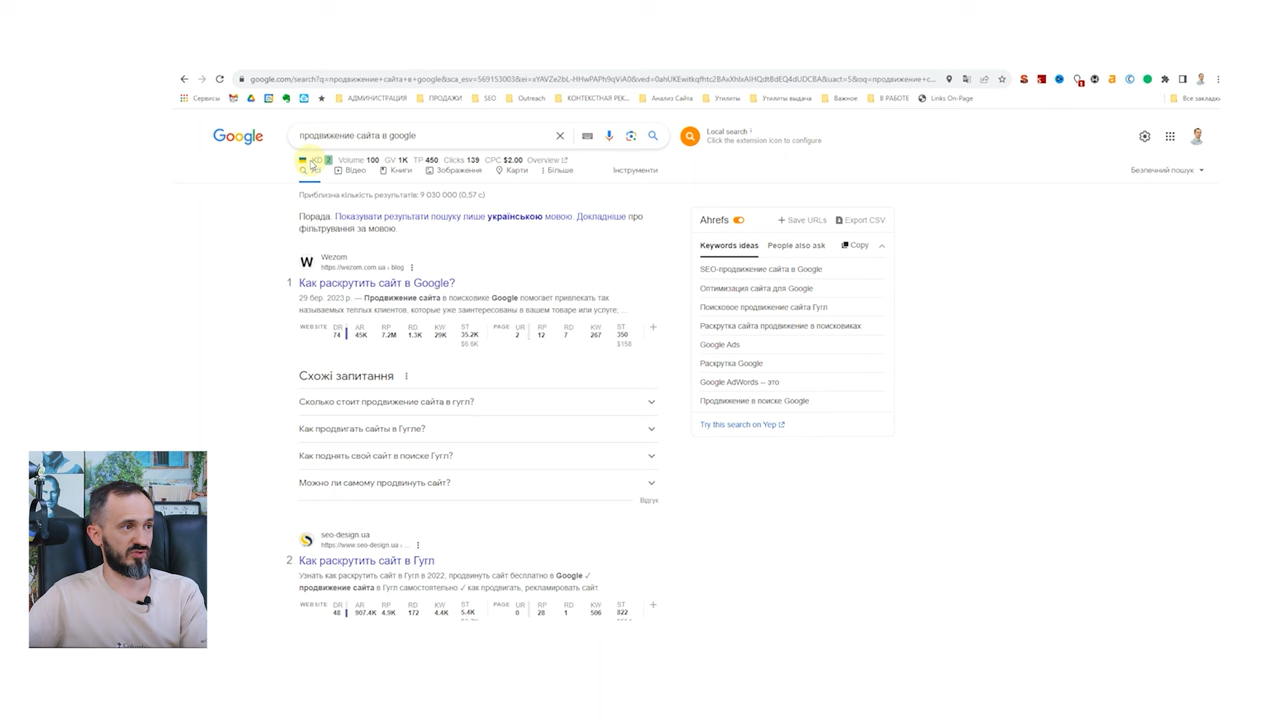 google.com/search?q=продвижение+сайта+в+google&sca_esv=569153003&ei=
Сервисы АДМИНИСТРАЦИЯ ПРОДАЖИ SEO Outreach КОНТЕКСТНАЯ РЕК... Анализ Сайта Утилиты Утилиты выдача Важное В РАБОТЕ Links On-Page Все закладки
Google продвижение сайта в google
Local search
Click the extension icon to configure
KD 2 Volume 100 GV 1K TP 450 Clicks 139 CPC $2.00 Overview
Усі Відео Книги Зображення Карти Більше Інструменти Безпечний пошук
Приблизна кількість результатів: 9 030 000 (0,57 с)
Порада. Показувати результати пошуку лише українською мовою. Докладніше про
фільтрування за мовою.
W Wezom
https://wezom.com.ua › blog
1 Как раскрутить сайт в Google?
29 бер. 2023 р. — Продвижение сайта в поисковике Google помогает привлекать так
называемых теплых клиентов, которые уже заинтересованы в вашем товаре или услуге, ...
WEBSITE DR AR RP RD KW ST PAGE UR RP RD KW ST
74 45K 7.2M 1.3K 29K 35.2K 2 12 7 267 350
$6.6K $158
Схожі запитання
Сколько стоит продвижение сайта в гугл?
Как продвигать сайты в Гугле?
Как поднять свой сайт в поиске Гугл?
Можно ли самому продвинуть сайт?
Відгук
seo-design.ua
https://www.seo-design.ua › ...
2 Как раскрутить сайт в Гугл
Узнать как раскрутить сайт в Гугл в 2022, продвинуть сайт бесплатно в Google ✓
продвижение сайта в Гугл самостоятельно ✓ как продвигать, рекламировать сайт.
WEBSITE DR AR RP RD KW ST PAGE UR RP RD KW ST
48 907.4K 4.9K 172 4.4K 5.4K 0 28 1 506 822
Ahrefs Save URLs Export CSV
Keywords ideas People also ask Copy
SEO-продвижение сайта в Google
Оптимизация сайта для Google
Поисковое продвижение сайта Гугл
Раскрутка сайта продвижение в поисковиках
Google Ads
Раскрутка Google
Google AdWords -- это
Продвижение в поиске Google
Try this search on Yep